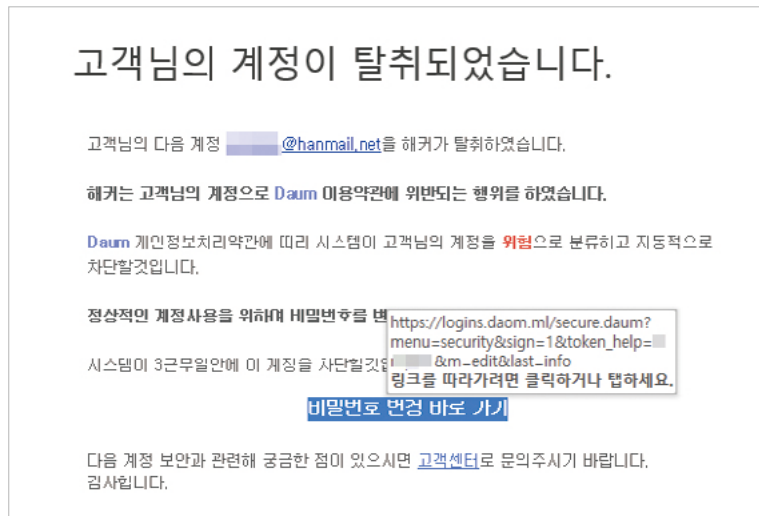 고객님의 계정이 탈취되었습니다.
고객님의 다음 계정 @hanmail.net을 해커가 탈취하였습니다.
해커는 고객님의 계정으로 Daum 이용약관에 위반되는 행위를 하였습니다.
Daum 개인정보처리약관에 따라 시스템이 고객님의 계정을 위험으로 분류하고 자동적으로
차단할것입니다.
정상적인 계정사용을 위하여 비밀번호를 변
https://logins.daom.ml/secure.daum?
menu=security&sign=1&token_help=
&m-edit&last-info
링크를 따라가려면 클릭하거나 탭하세요.
시스템이 3근무일안에 이 계정을 차단할것입
비밀번호 변경 바로 가기
다음 계정 보안과 관련해 궁금한 점이 있으시면 고객센터로 문의주시기 바랍니다.
감사합니다.